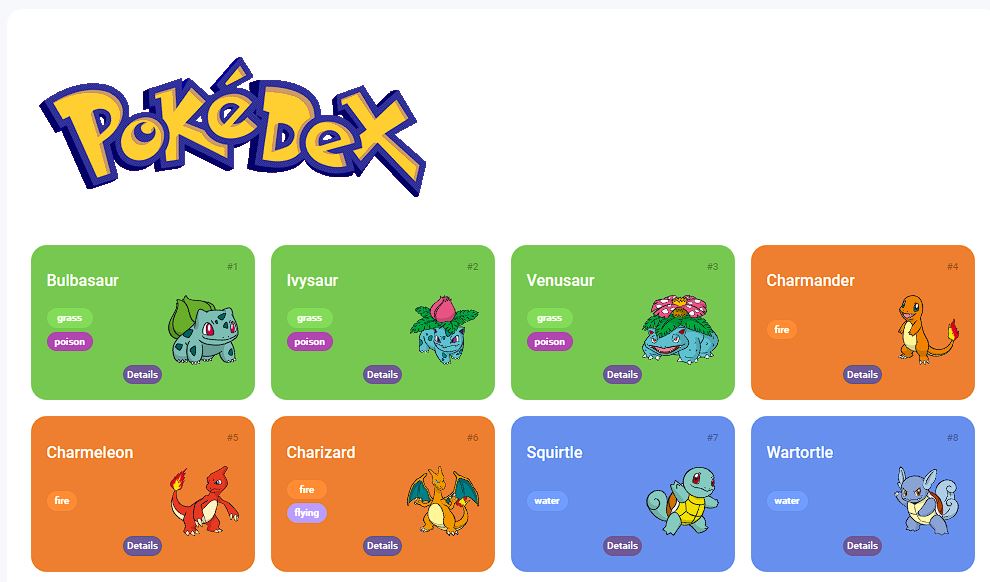 PoKéDex
#1
Bulbasaur
grass
poison
Details
#2
Ivysaur
grass
poison
Details
#3
Venusaur
grass
poison
Details
#4
Charmander
fire
Details
#5
Charmeleon
fire
Details
#6
Charizard
fire
flying
Details
#7
Squirtle
water
Details
#8
Wartortle
water
Details